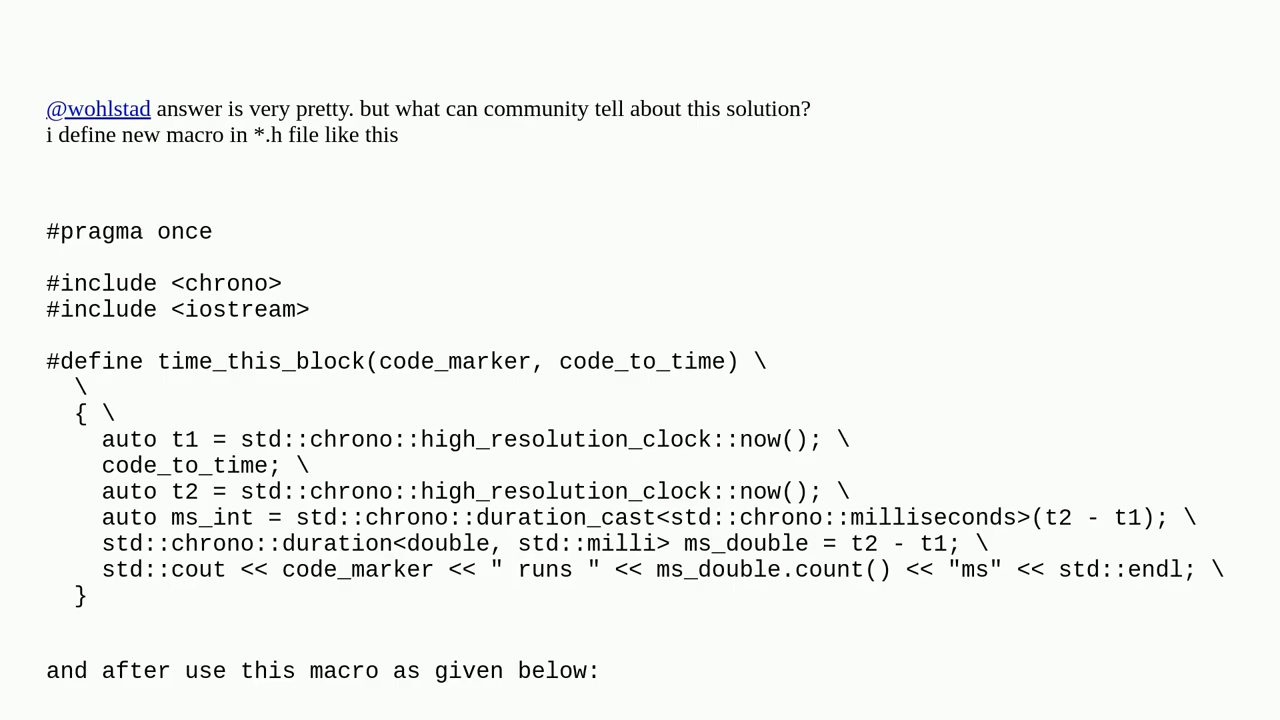 @wohlstad answer is very pretty. but what can community tell about this solution?
i define new macro in *.h file like this
#pragma once
#include <chrono>
#include <iostream>
#define time_this_block(code_marker, code_to_time) \
  \
  { \
    auto t1 = std::chrono::high_resolution_clock::now(); \
    code_to_time; \
    auto t2 = std::chrono::high_resolution_clock::now(); \
    auto ms_int = std::chrono::duration_cast<std::chrono::milliseconds>(t2 - t1); \
    std::chrono::duration<double, std::milli> ms_double = t2 - t1; \
    std::cout << code_marker << " runs " << ms_double.count() << "ms" << std::endl; \
  }
and after use this macro as given below: